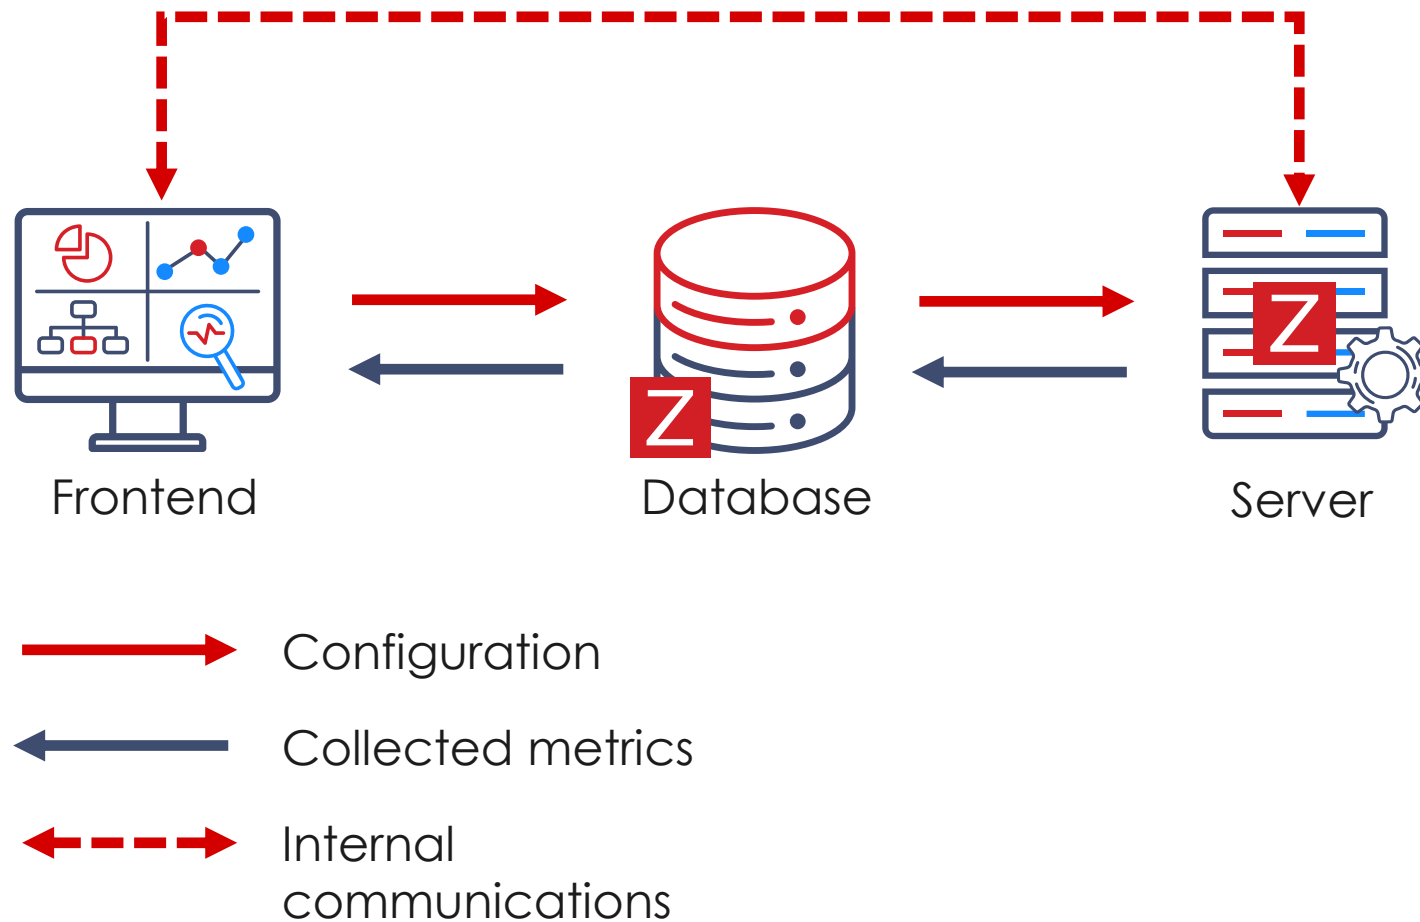 Z
Z
Frontend
Database
Server
Configuration
Collected metrics
Internal
communications